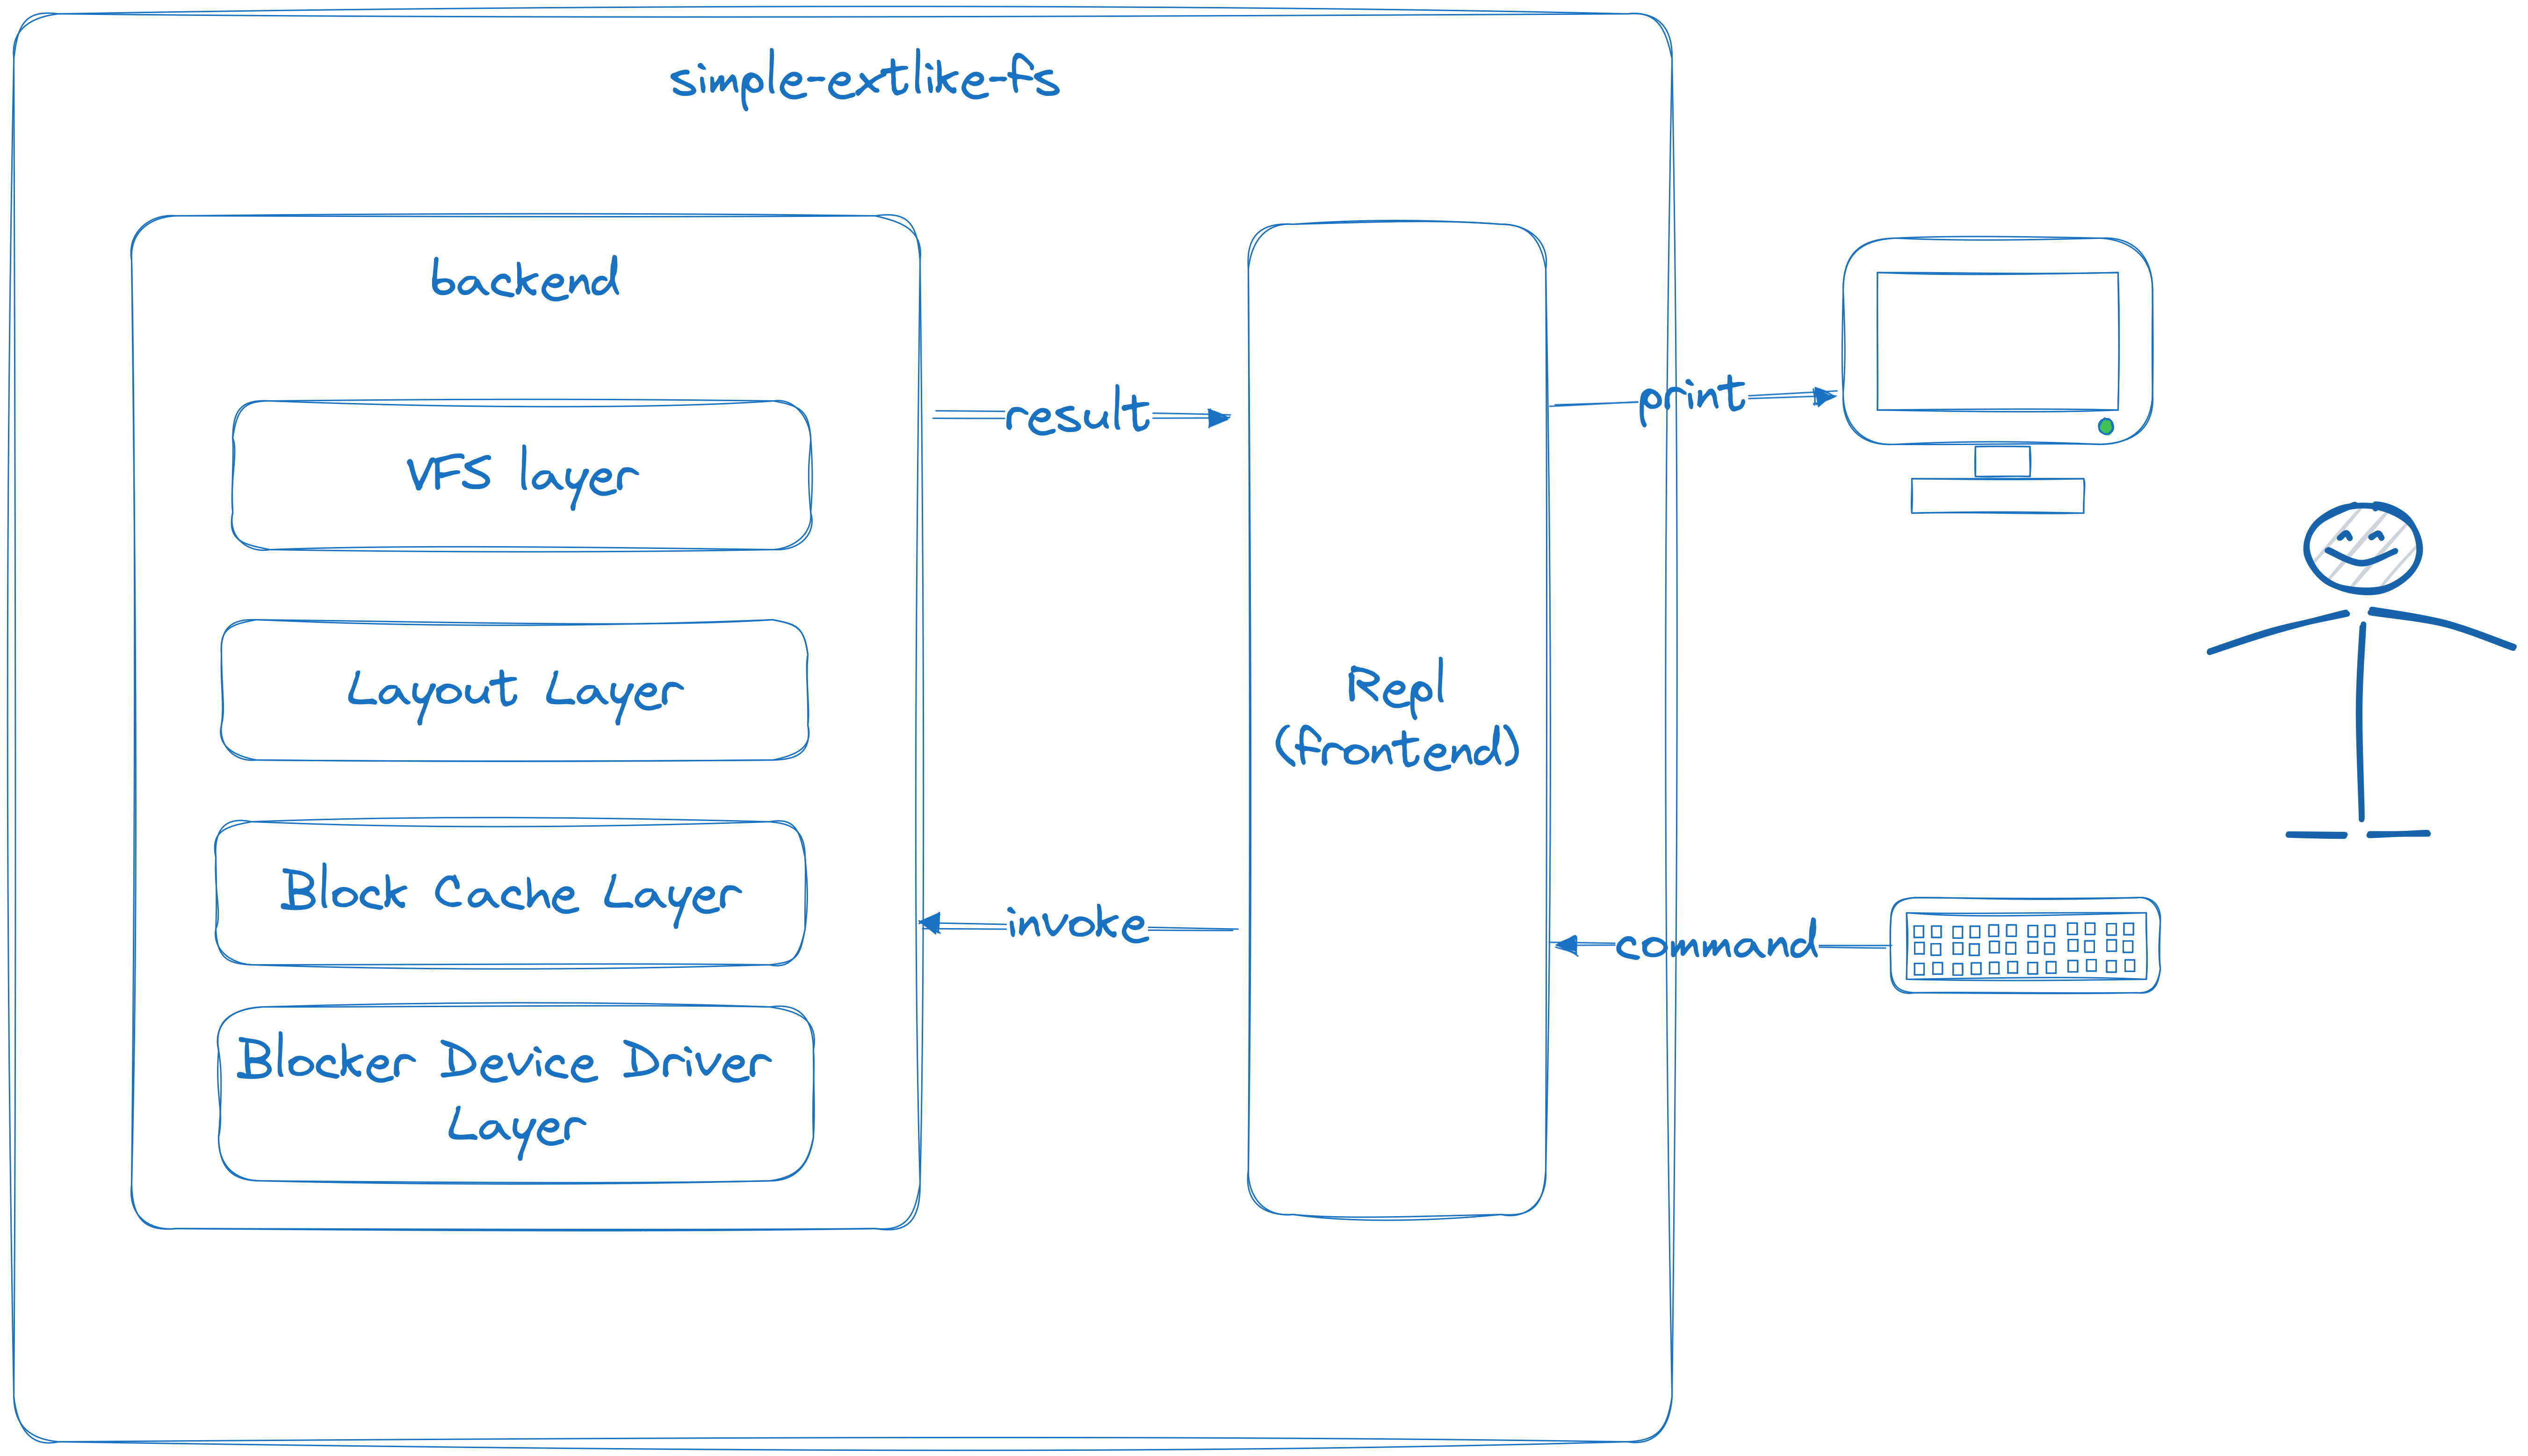 simple-extlike-fs
backend
VFS layer
Layout Layer
Block Cache Layer
Blocker Device Driver
Layer
result
invoke
Repl
(frontend)
print
command